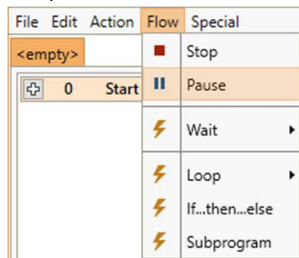 File Edit Action Flow Special
<empty>
Stop
0 Start
Pause
Wait
Loop
If...then...else
Subprogram